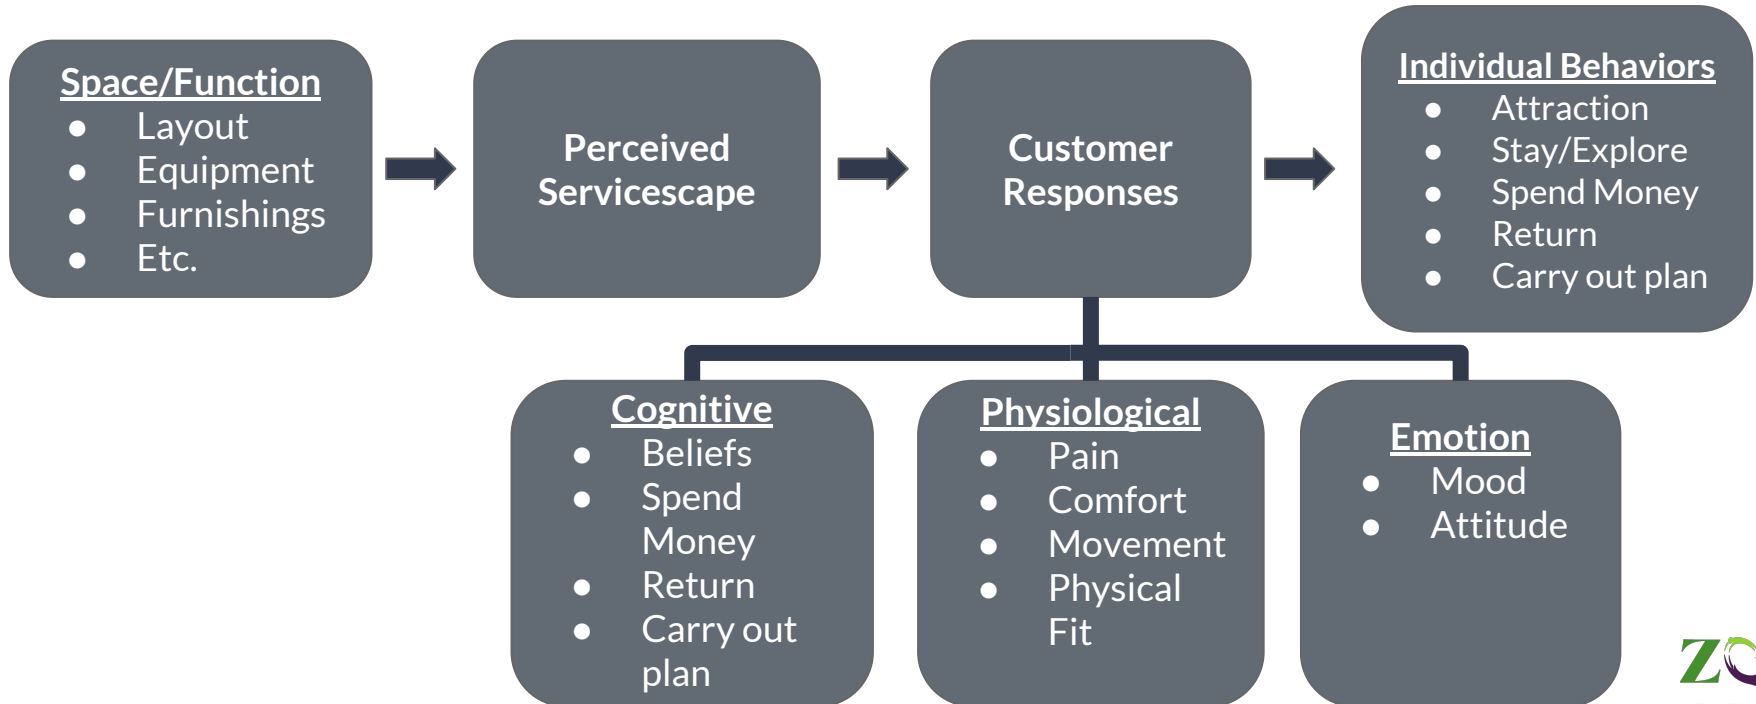 Space/Function
● Layout
● Equipment
● Furnishings
● Etc.
Perceived
Servicescape
Customer
Responses
Individual Behaviors
● Attraction
● Stay/Explore
● Spend Money
● Return
● Carry out plan
Cognitive
● Beliefs
● Spend
Money
● Return
● Carry out
plan
Physiological
● Pain
● Comfort
● Movement
● Physical
Fit
Emotion
● Mood
● Attitude